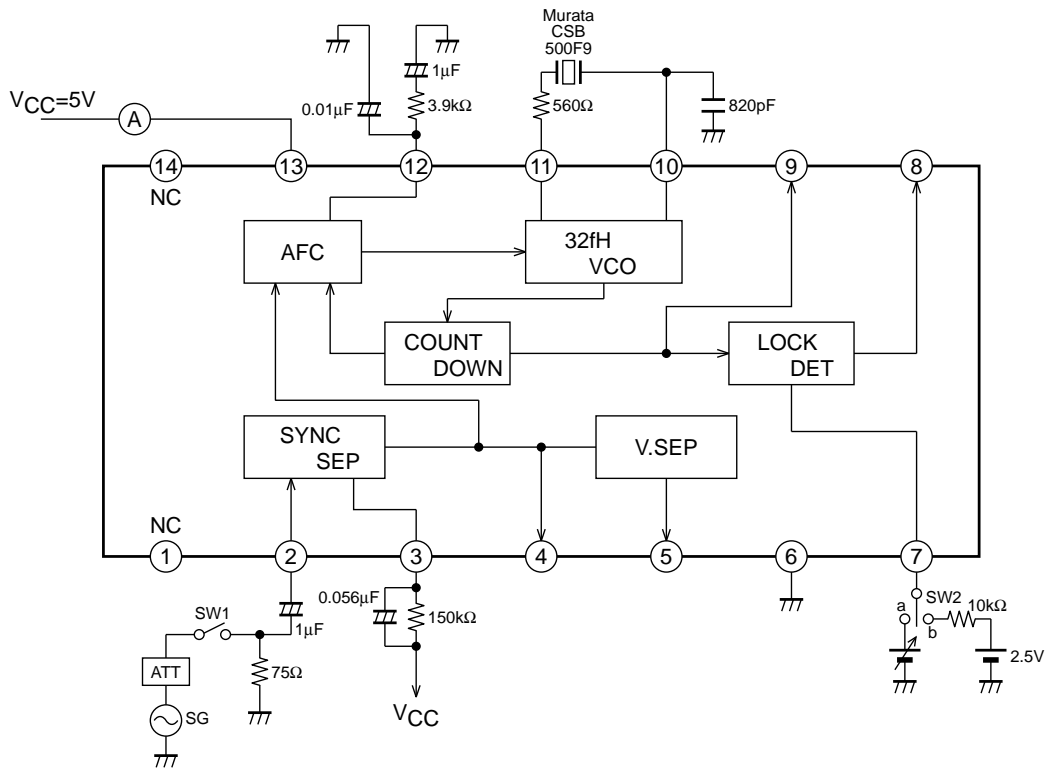 Murata
CSB
500F9
1μF
VCC=5V
A
0.01μF
3.9kΩ
560Ω
820pF
14
13
12
11
10
9
8
NC
AFC
32fH
VCO
COUNT
DOWN
LOCK
DET
SYNC
SEP
V.SEP
NC
1
2
3
4
5
6
7
SW1
1μF
0.056μF
150kΩ
SW2
10kΩ
a
b
ATT
75Ω
2.5V
SG
VCC